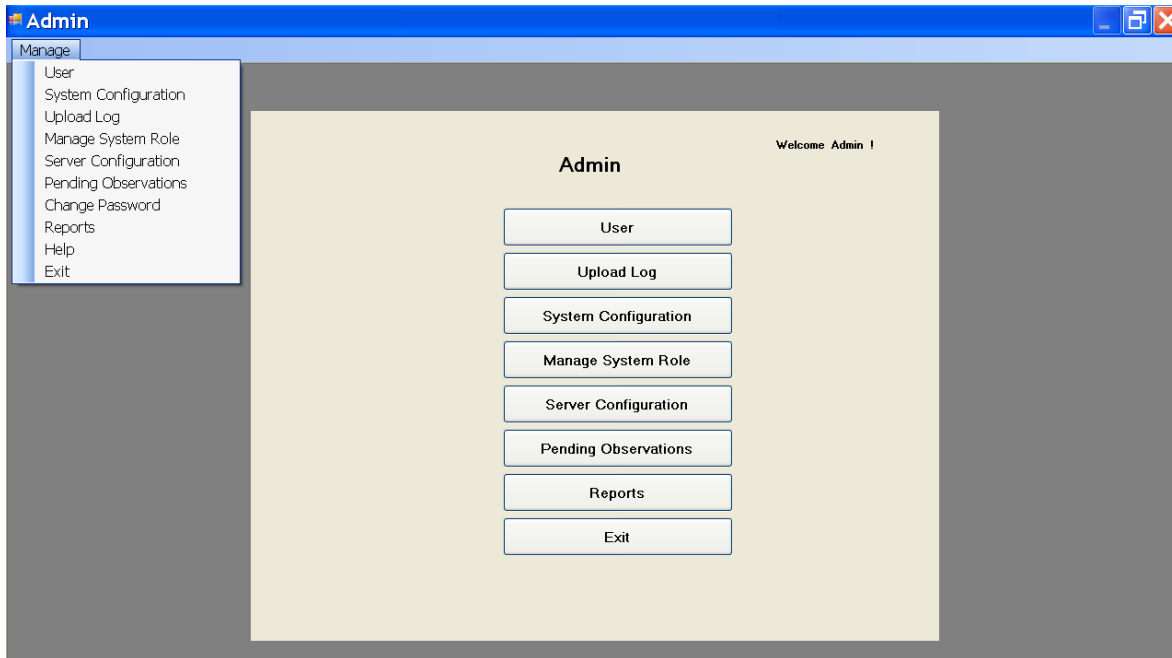 Admin
Manage
User
System Configuration
Upload Log
Manage System Role
Server Configuration
Pending Observations
Change Password
Reports
Help
Exit
Welcome Admin !
Admin
User
Upload Log
System Configuration
Manage System Role
Server Configuration
Pending Observations
Reports
Exit